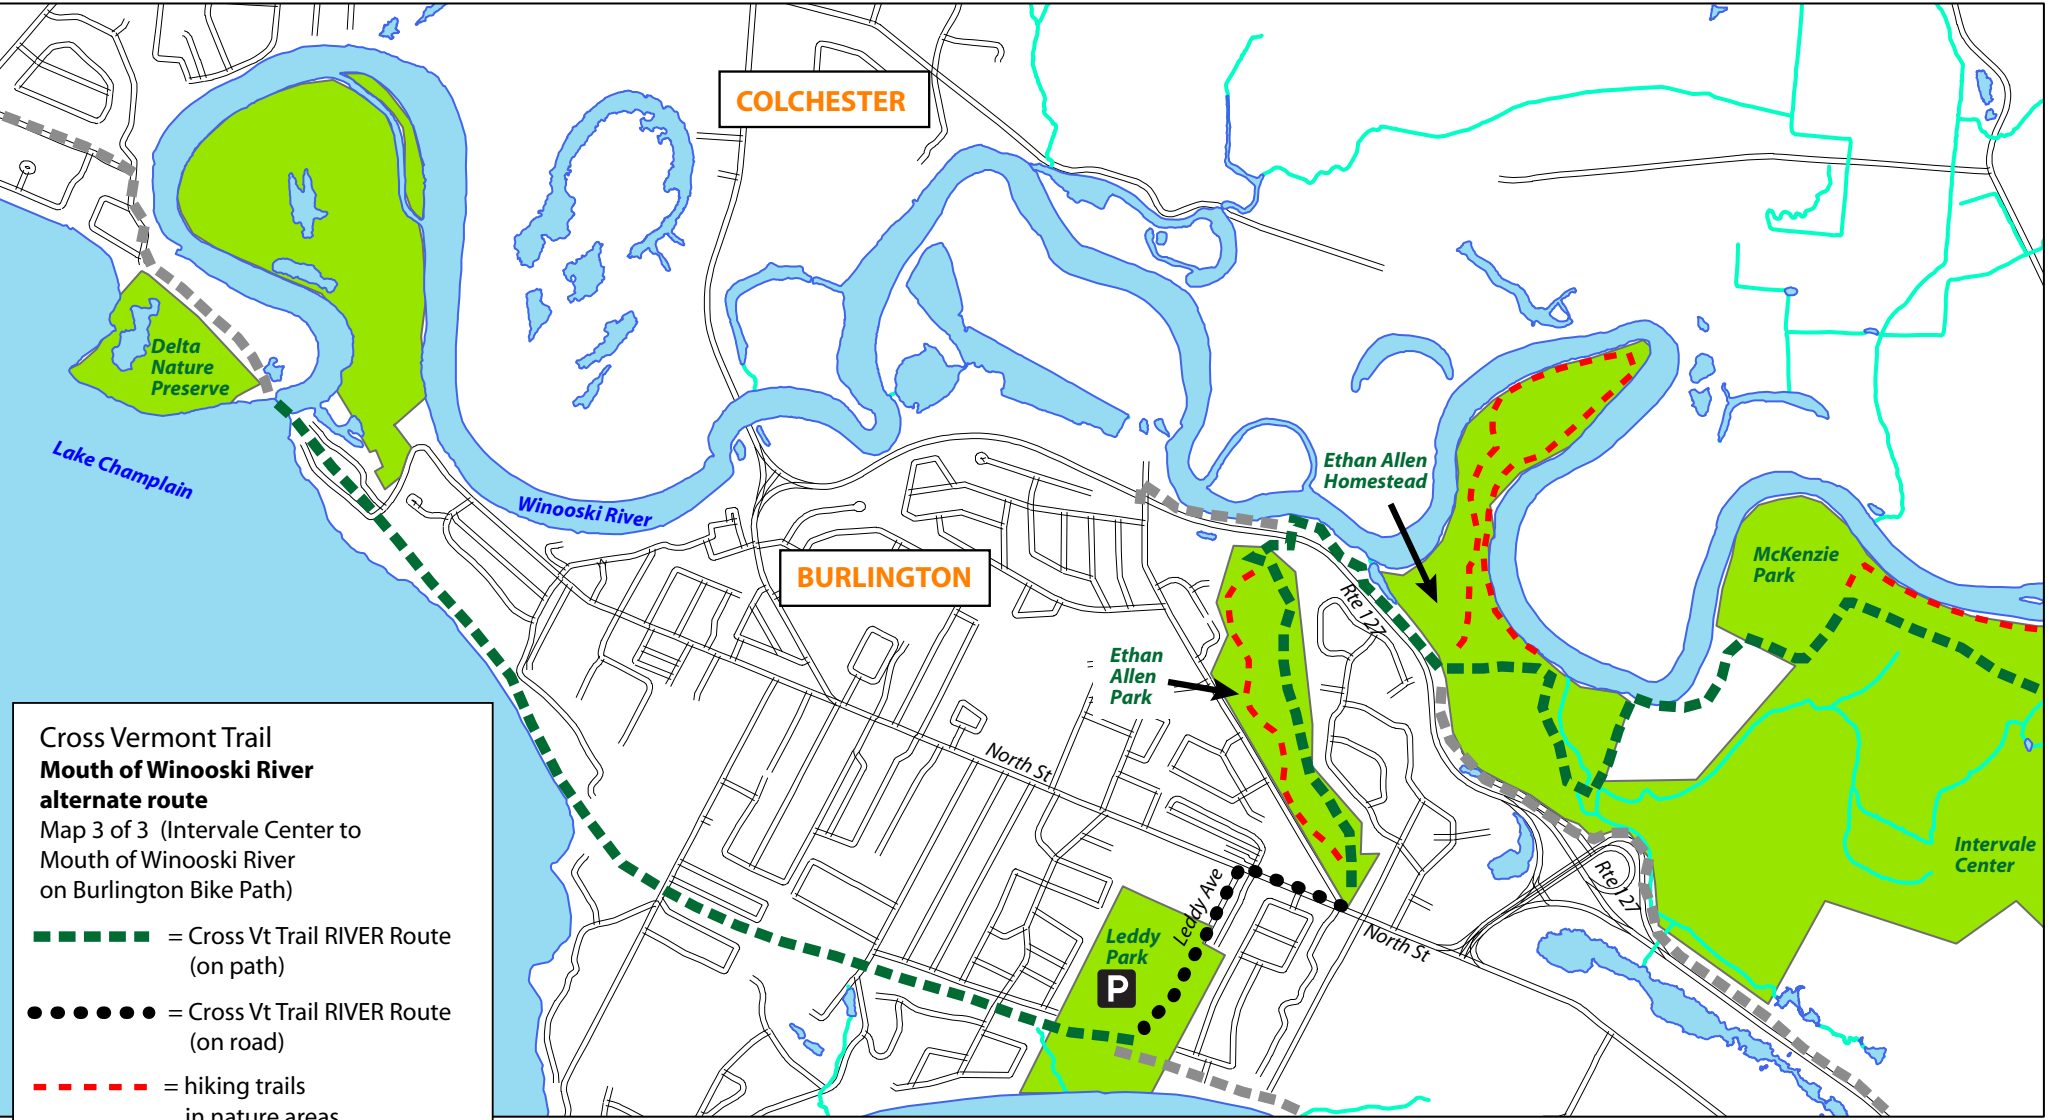 COLCHESTER
Delta
Nature
Preserve
Lake Champlain
Winooski River
BURLINGTON
Ethan Allen
Homestead
McKenzie
Park
Rte 127
Ethan
Allen
Park
North St
Leddy Ave
Leddy
Park
P
North St
Rte 127
Intervale
Center
Cross Vermont Trail
Mouth of Winooski River
alternate route
Map 3 of 3 (Intervale Center to
Mouth of Winooski River
on Burlington Bike Path)
= Cross Vt Trail RIVER Route
(on path)
= Cross Vt Trail RIVER Route
(on road)
= hiking trails
in nature areas